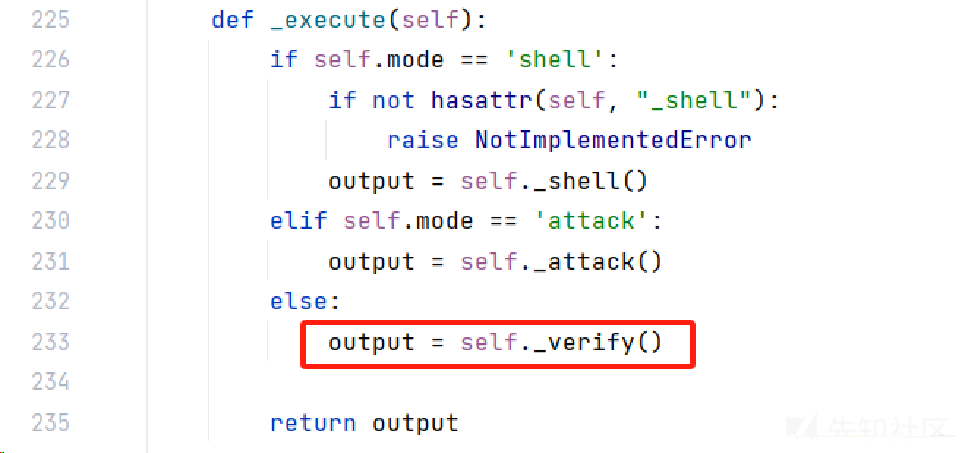 225 def _execute(self):
226 if self.mode == 'shell':
227 if not hasattr(self, "_shell"):
228 raise NotImplementedError
229 output = self._shell()
230 elif self.mode == 'attack':
231 output = self._attack()
232 else:
233 output = self._verify()
234
235 return output
先知社区